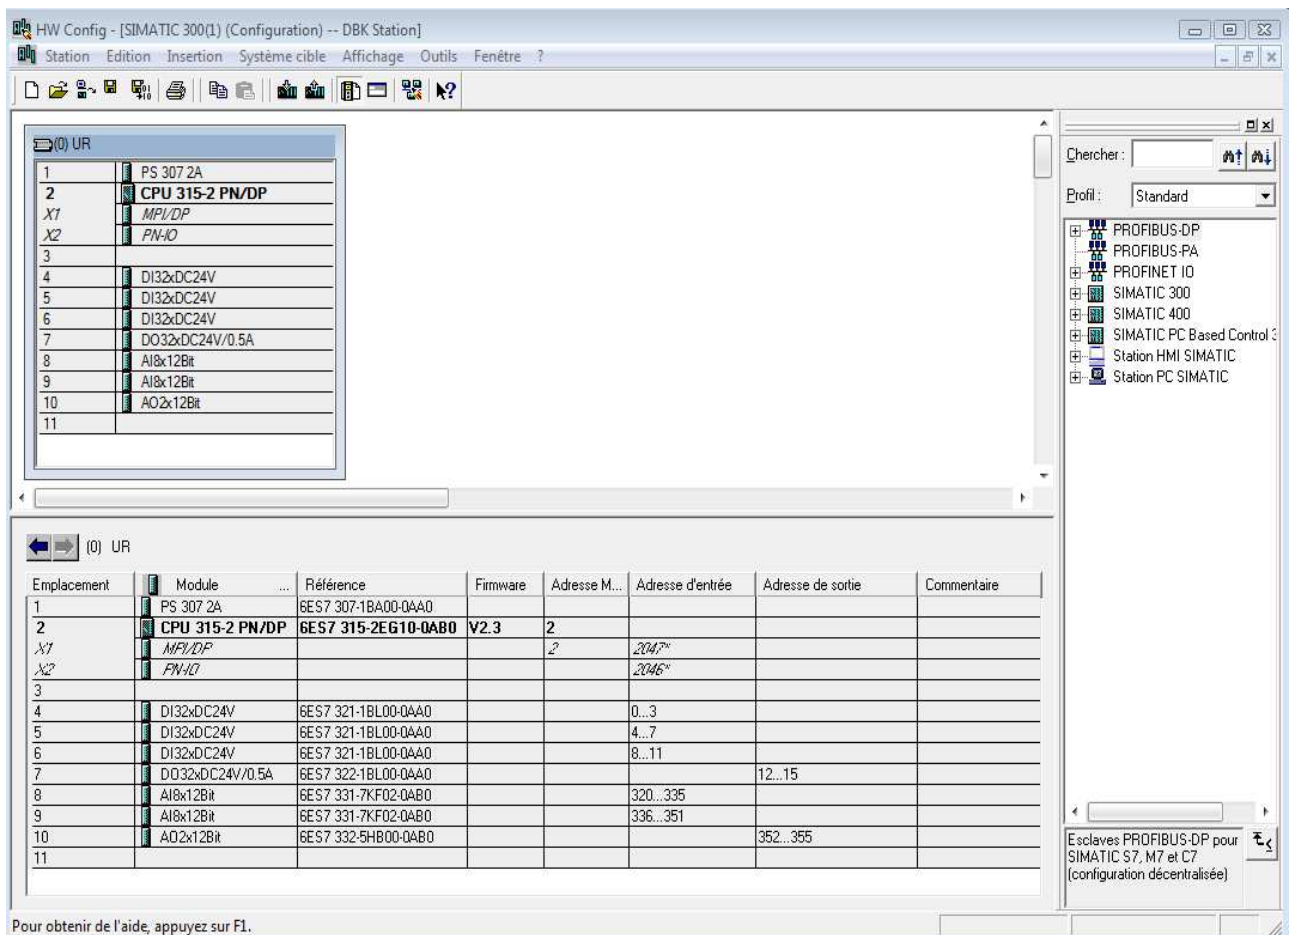 HW Config - [SIMATIC 300(1) (Configuration) -- DBK Station]
Station Edition Insertion Système cible Affichage Outils Fenêtre ?
(0) UR
1 PS 307 2A
2 CPU 315-2 PN/DP
X1 MPI/DP
X2 PN-IO
3
4 DI32xDC24V
5 DI32xDC24V
6 DI32xDC24V
7 DO32xDC24V/0.5A
8 AI8x12Bit
9 AI8x12Bit
10 AO2x12Bit
11
Chercher :
Profil : Standard
PROFIBUS-DP
PROFIBUS-PA
PROFINET IO
SIMATIC 300
SIMATIC 400
SIMATIC PC Based Control 3
Station HMI SIMATIC
Station PC SIMATIC
(0) UR
Emplacement Module ... Référence Firmware Adresse M... Adresse d'entrée Adresse de sortie Commentaire
1 PS 307 2A 6ES7 307-1BA00-0AA0
2 CPU 315-2 PN/DP 6ES7 315-2EG10-0AB0 V2.3 2
X1 MPI/DP 2 2047*
X2 PN-IO 2046*
3
4 DI32xDC24V 6ES7 321-1BL00-0AA0 0...3
5 DI32xDC24V 6ES7 321-1BL00-0AA0 4...7
6 DI32xDC24V 6ES7 321-1BL00-0AA0 8...11
7 DO32xDC24V/0.5A 6ES7 322-1BL00-0AA0 12...15
8 AI8x12Bit 6ES7 331-7KF02-0AB0 320...335
9 AI8x12Bit 6ES7 331-7KF02-0AB0 336...351
10 AO2x12Bit 6ES7 332-5HB00-0AB0 352...355
11
Esclaves PROFIBUS-DP pour
SIMATIC S7, M7 et C7
(configuration décentralisée)
Pour obtenir de l'aide, appuyez sur F1.